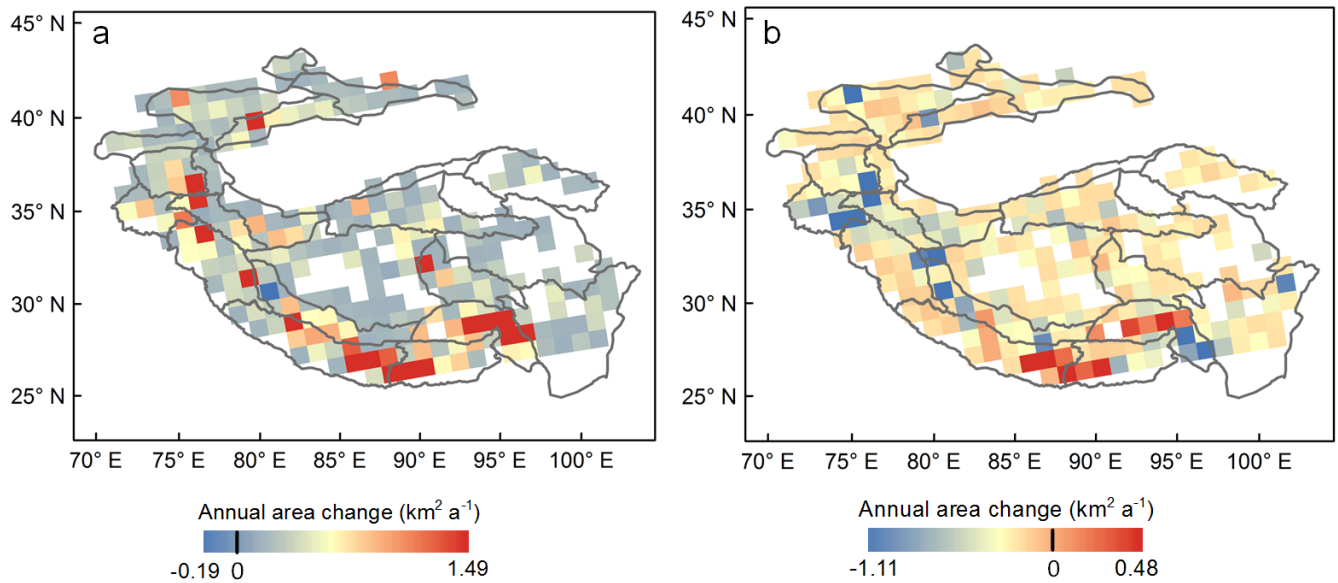 a
45° N
40° N
35° N
30° N
25° N
70° E 75° E 80° E 85° E 90° E 95° E 100° E
Annual area change (km² a⁻¹)
-0.19 0 1.49
b
45° N
40° N
35° N
30° N
25° N
70° E 75° E 80° E 85° E 90° E 95° E 100° E
Annual area change (km² a⁻¹)
-1.11 0 0.48